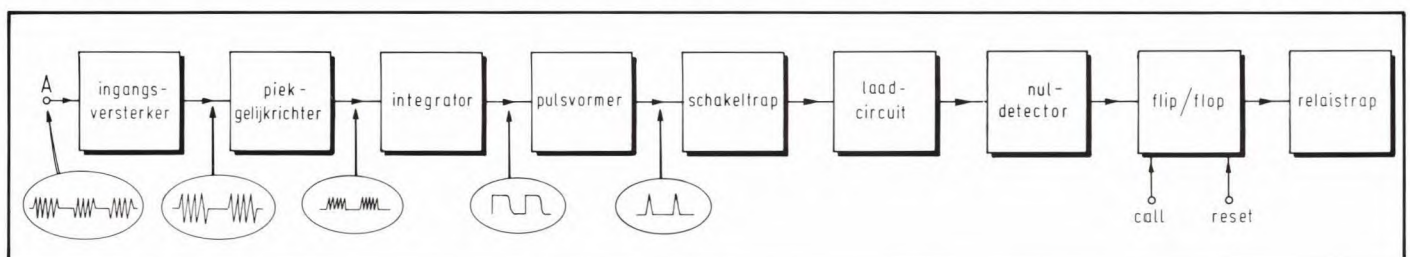 A
ingangs-
versterker
piek-
gelijkrichter
integrator
pulsvormer
schakeltrap
laad-
circuit
nul-
detector
flip/flop
relaistrap
call
reset